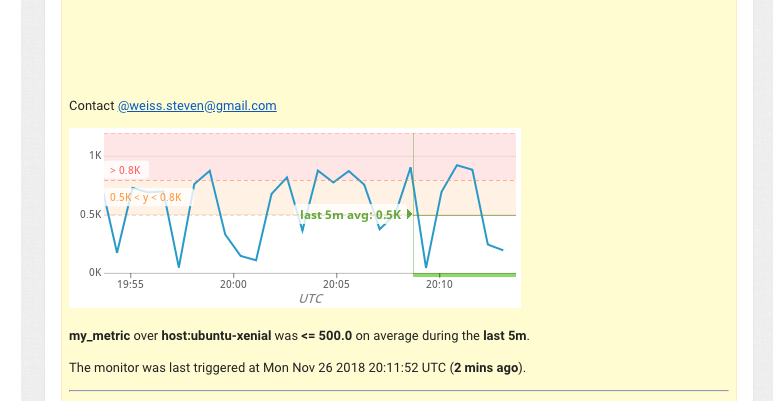 Contact @weiss.steven@gmail.com
1K
> 0.8K
0.5K < y < 0.8K
0.5K
last 5m avg: 0.5K
0K
19:55 20:00 20:05 20:10
UTC
my_metric over host:ubuntu-xenial was <= 500.0 on average during the last 5m.
The monitor was last triggered at Mon Nov 26 2018 20:11:52 UTC (2 mins ago).